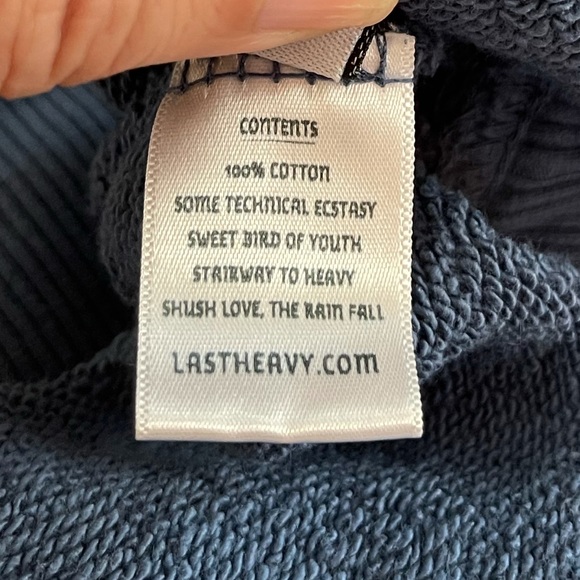 CONTENTS
100% COTTON
SOME TECHNICAL ECSTASY
SWEET BIRD OF YOUTH
STAIRWAY TO HEAVY
SHUSH LOVE, THE RAIN FALL
LASTHEAVY.COM